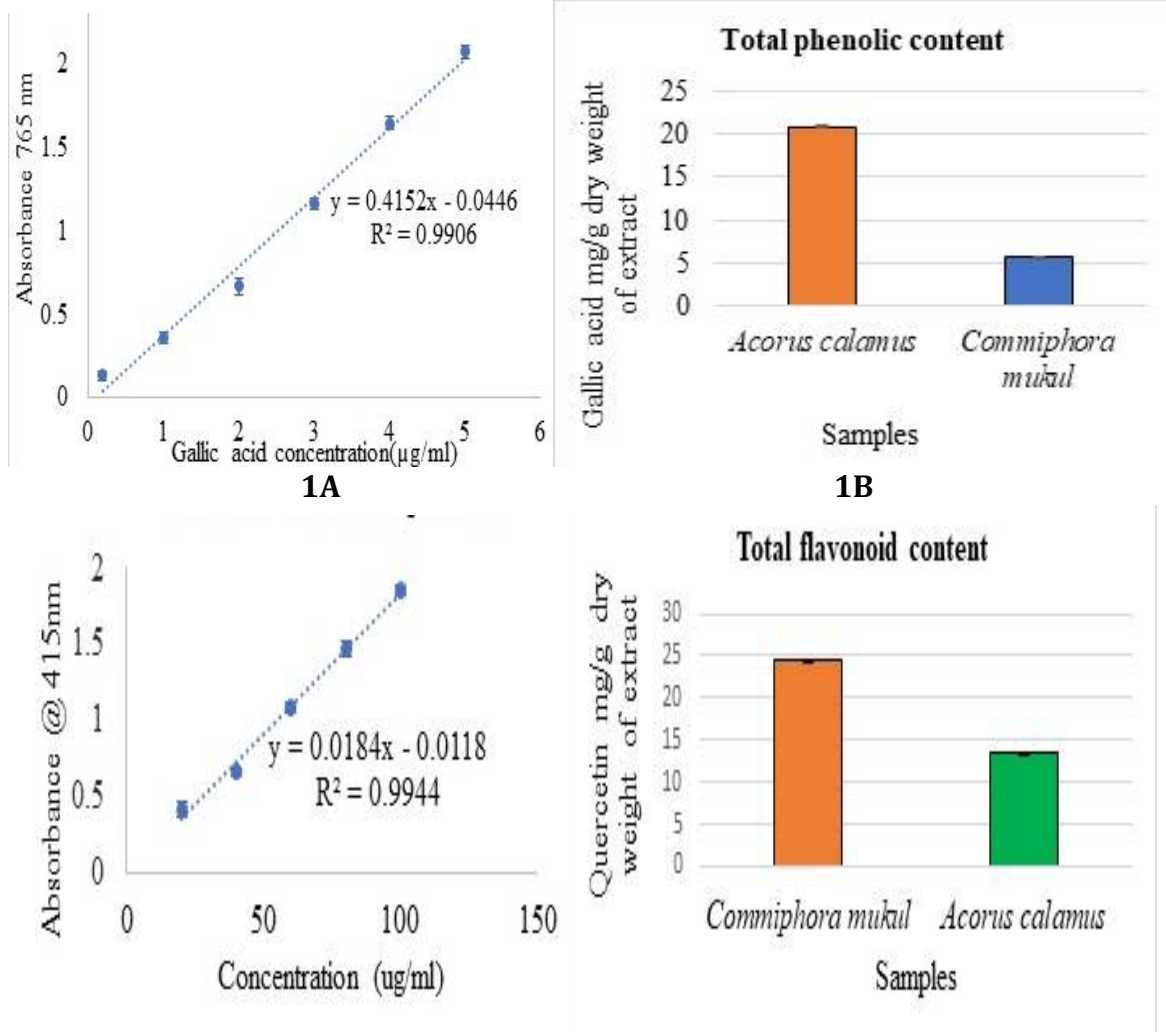 Absorbance 765 nm
2
1.5
1
0.5
0
y = 0.4152x - 0.0446
R² = 0.9906
0 1 2 3 4 5 6
Gallic acid concentration(µg/ml)
1A
Total phenolic content
Gallic acid mg/g dry weight
of extract
25
20
15
10
5
0
Acorus calamus
Commiphora
mukul
Samples
1B
Absorbance @ 415nm
2
1.5
1
0.5
0
y = 0.0184x - 0.0118
R² = 0.9944
0 50 100 150
Concentration (ug/ml)
Total flavonoid content
Quercetin mg/g dry
weight of extract
30
25
20
15
10
5
0
Commiphora mukul
Acorus calamus
Samples